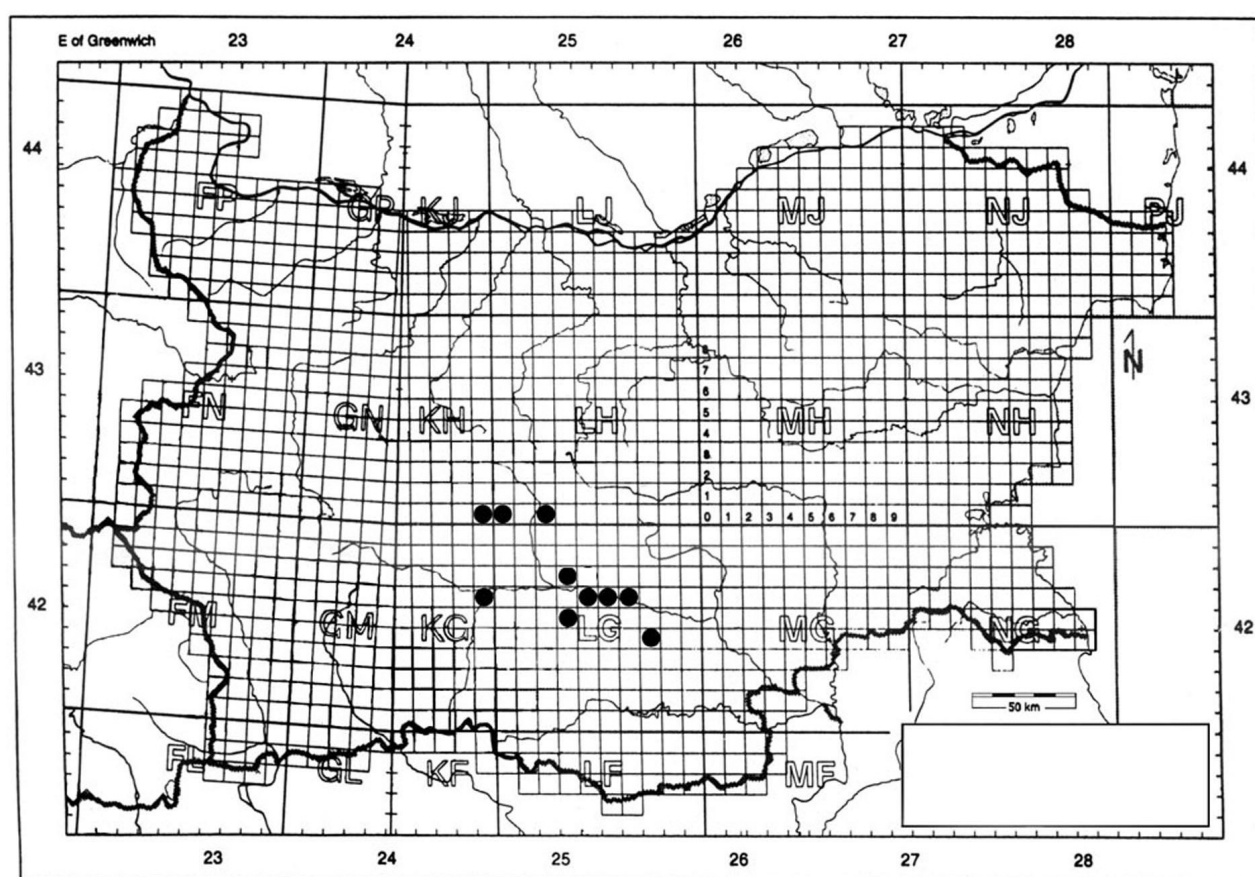 E of Greenwich 23 24 25 26 27 28
44 44
FP GP KJ LJ MJ NJ PJ
43 43
N
7
6
FN GN KH LH 5 MH NH
4
3
2
1
0 1 2 3 4 5 6 7 8 9
42 42
FM GM KG LG MG NG
50 km
FL GL KF LF MF
23 24 25 26 27 28